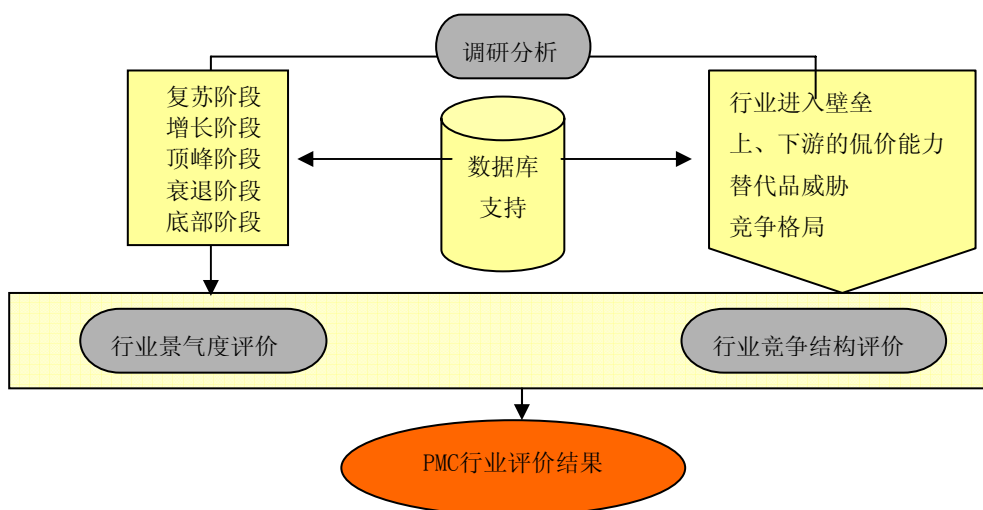 调研分析
复苏阶段
增长阶段
顶峰阶段
衰退阶段
底部阶段
数据库
支持
行业进入壁垒
上、下游的侃价能力
替代品威胁
竞争格局
行业景气度评价
行业竞争结构评价
PMC行业评价结果